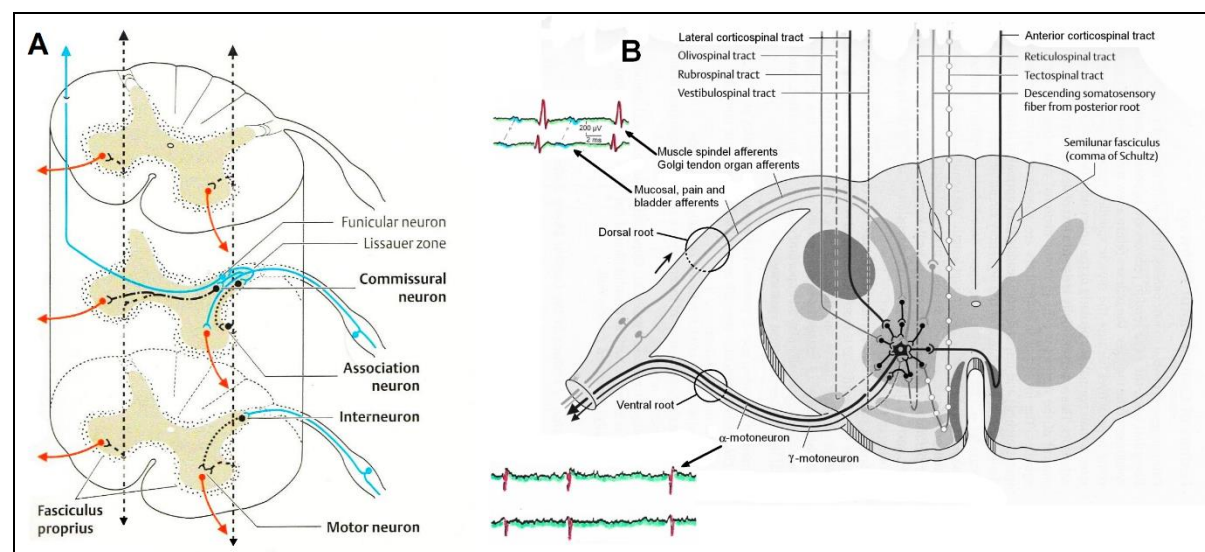 A
Funicular neuron
Lissauer zone
Commissural
neuron
Association
neuron
Interneuron
Fasciculus
proprius
Motor neuron
B
Lateral corticospinal tract
Olivospinal tract
Rubrospinal tract
Vestibulospinal tract
Anterior corticospinal tract
Reticulospinal tract
Tectospinal tract
Descending somatosensory
fiber from posterior root
Semilunar fasciculus
(comma of Schultz)
200 µV
2 ms
Muscle spindel afferents
Golgi tendon organ afferents
Mucosal, pain and
bladder afferents
Dorsal root
Ventral root
α-motoneuron
γ-motoneuron